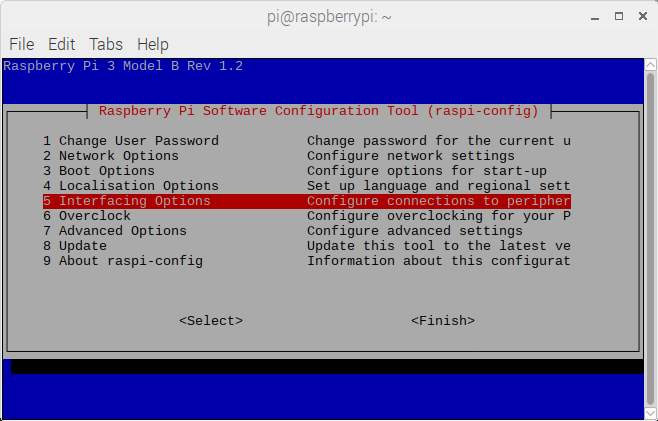 pi@raspberrypi: ~
File Edit Tabs Help
Raspberry Pi 3 Model B Rev 1.2
Raspberry Pi Software Configuration Tool (raspi-config)
1 Change User Password Change password for the current u
2 Network Options Configure network settings
3 Boot Options Configure options for start-up
4 Localisation Options Set up language and regional sett
5 Interfacing Options Configure connections to peripher
6 Overclock Configure overclocking for your P
7 Advanced Options Configure advanced settings
8 Update Update this tool to the latest ve
9 About raspi-config Information about this configurat
<Select> <Finish>